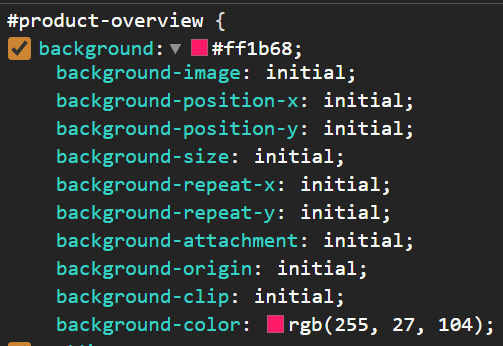 #product-overview {
background: #ff1b68;
background-image: initial;
background-position-x: initial;
background-position-y: initial;
background-size: initial;
background-repeat-x: initial;
background-repeat-y: initial;
background-attachment: initial;
background-origin: initial;
background-clip: initial;
background-color: rgb(255, 27, 104);